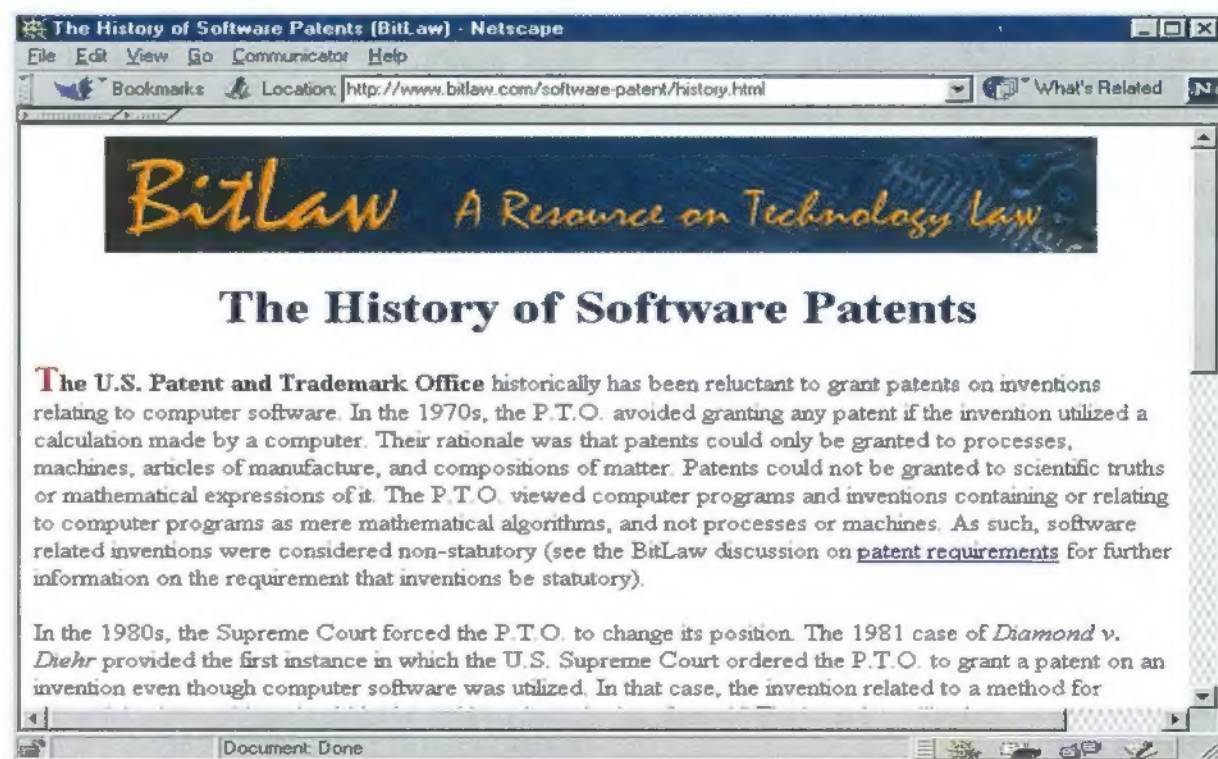 The History of Software Patents (BitLaw) - Netscape
File Edit View Go Communicator Help
Bookmarks Location: http://www.bitlaw.com/software-patent/history.html What's Related N
BitLaw A Resource on Technology Law
The History of Software Patents
The U.S. Patent and Trademark Office historically has been reluctant to grant patents on inventions
relating to computer software. In the 1970s, the P.T.O. avoided granting any patent if the invention utilized a
calculation made by a computer. Their rationale was that patents could only be granted to processes,
machines, articles of manufacture, and compositions of matter. Patents could not be granted to scientific truths
or mathematical expressions of it. The P.T.O. viewed computer programs and inventions containing or relating
to computer programs as mere mathematical algorithms, and not processes or machines. As such, software
related inventions were considered non-statutory (see the BitLaw discussion on patent requirements for further
information on the requirement that inventions be statutory).
In the 1980s, the Supreme Court forced the P.T.O. to change its position. The 1981 case of Diamond v.
Diehr provided the first instance in which the U.S. Supreme Court ordered the P.T.O. to grant a patent on an
invention even though computer software was utilized. In that case, the invention related to a method for
Document: Done